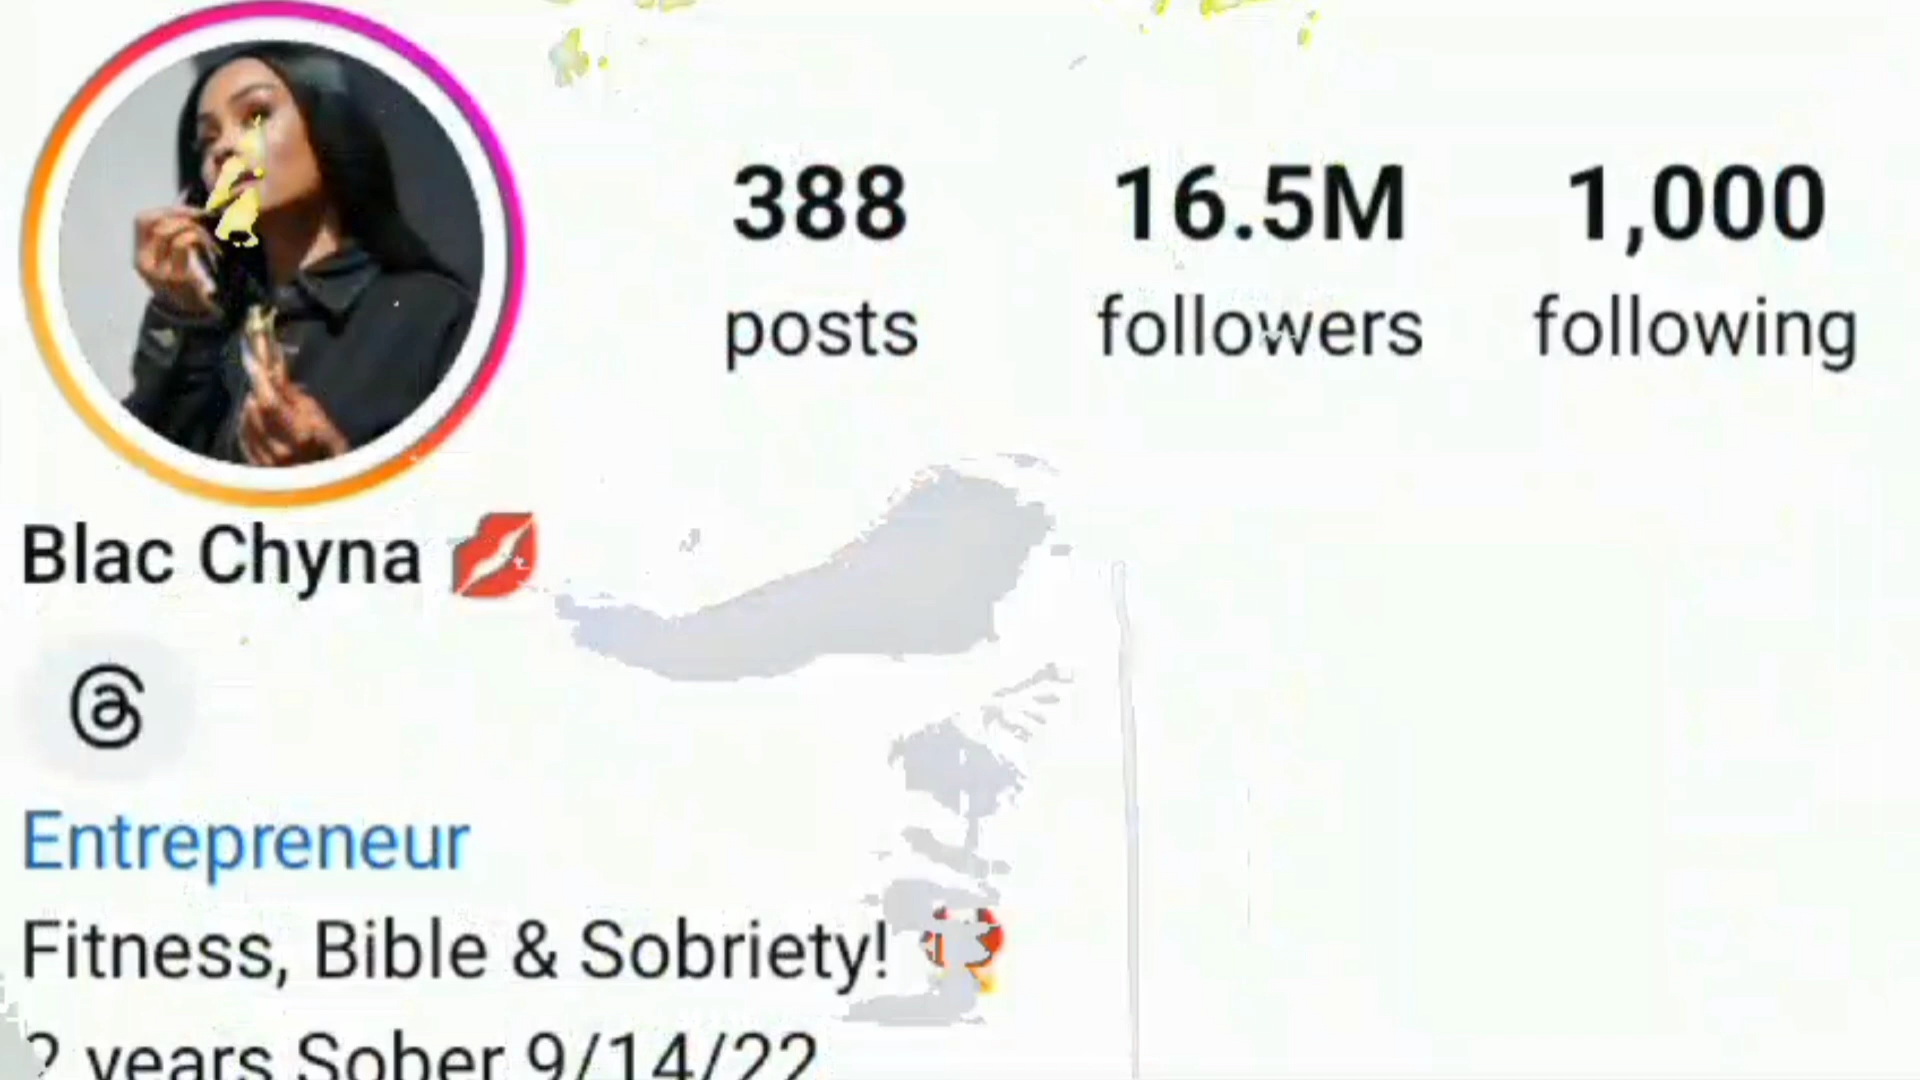 388 16.5M 1,000
posts followers following
Blac Chyna 💋
Entrepreneur
Fitness, Bible & Sobriety!
2 years Sober 9/14/22